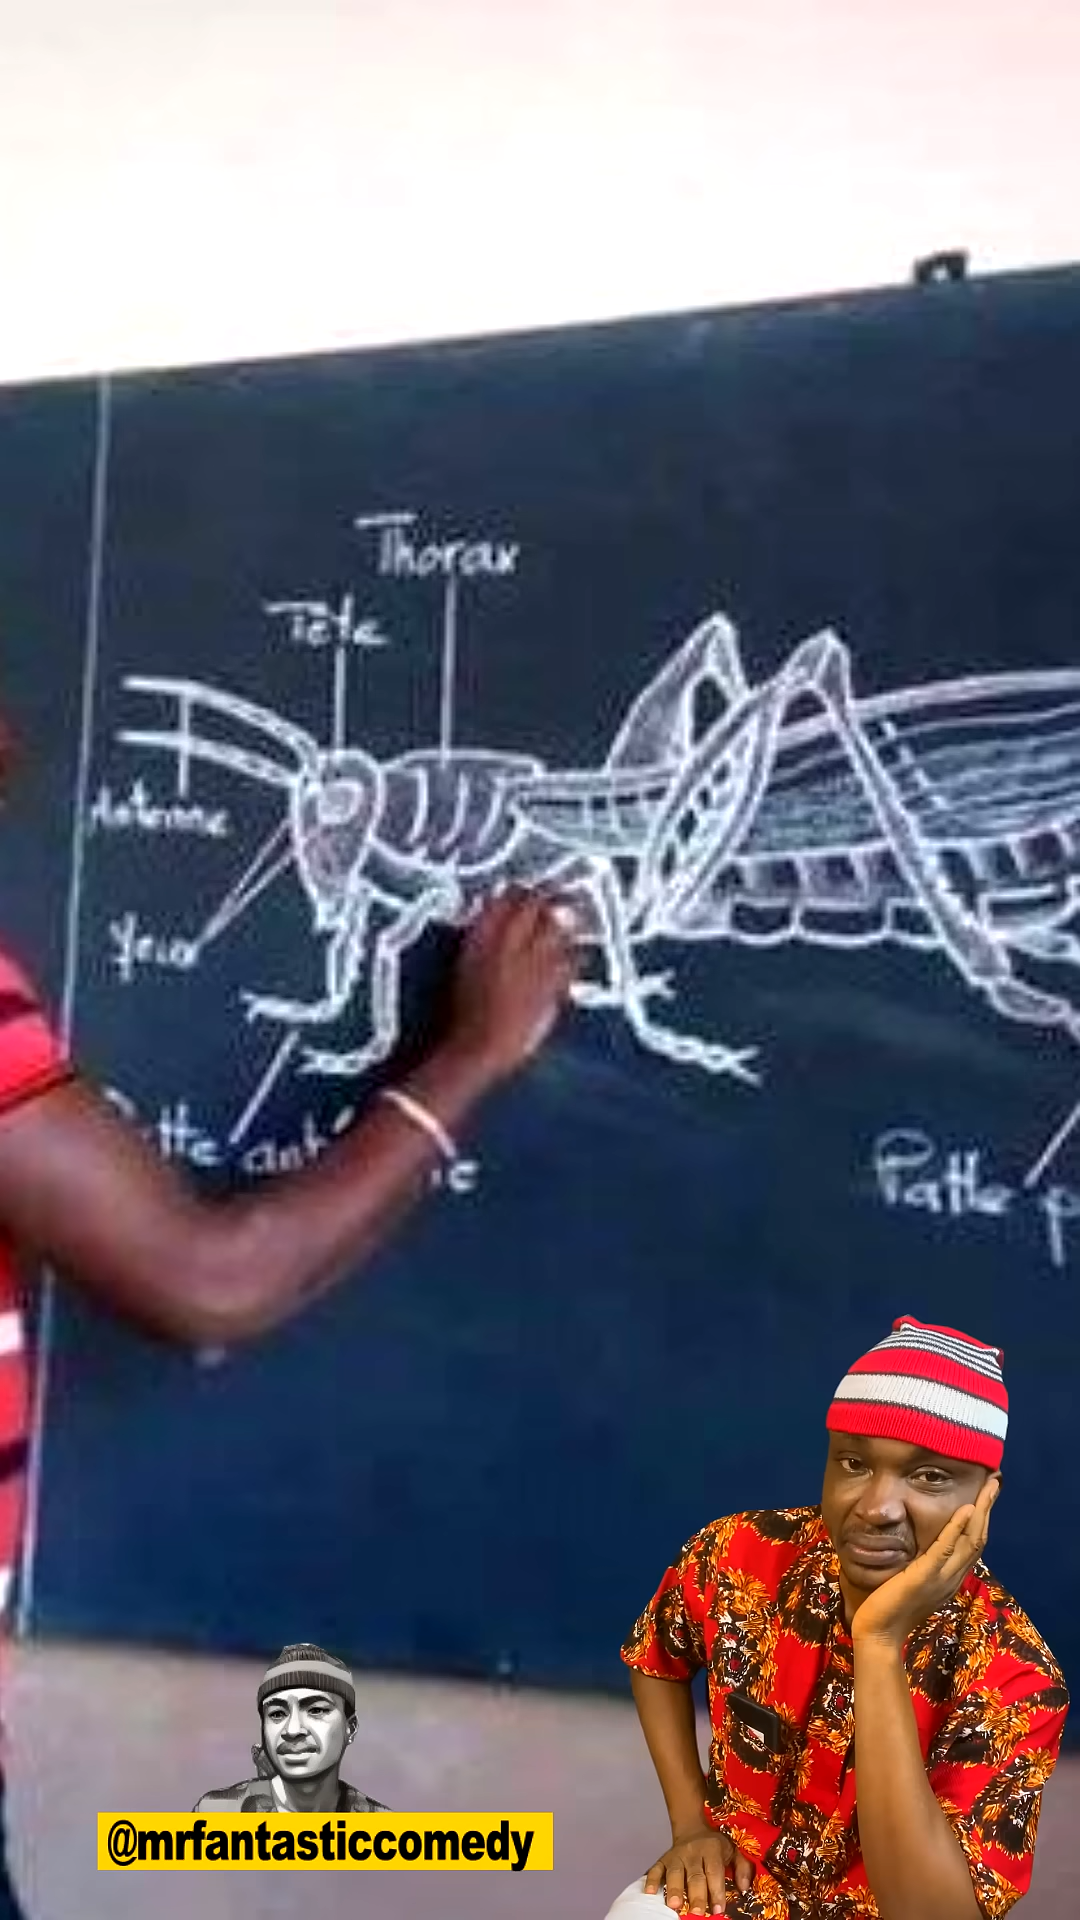 Thorax
Tête
Antenne
Yeux
Patte p
@mrfantasticcomedy